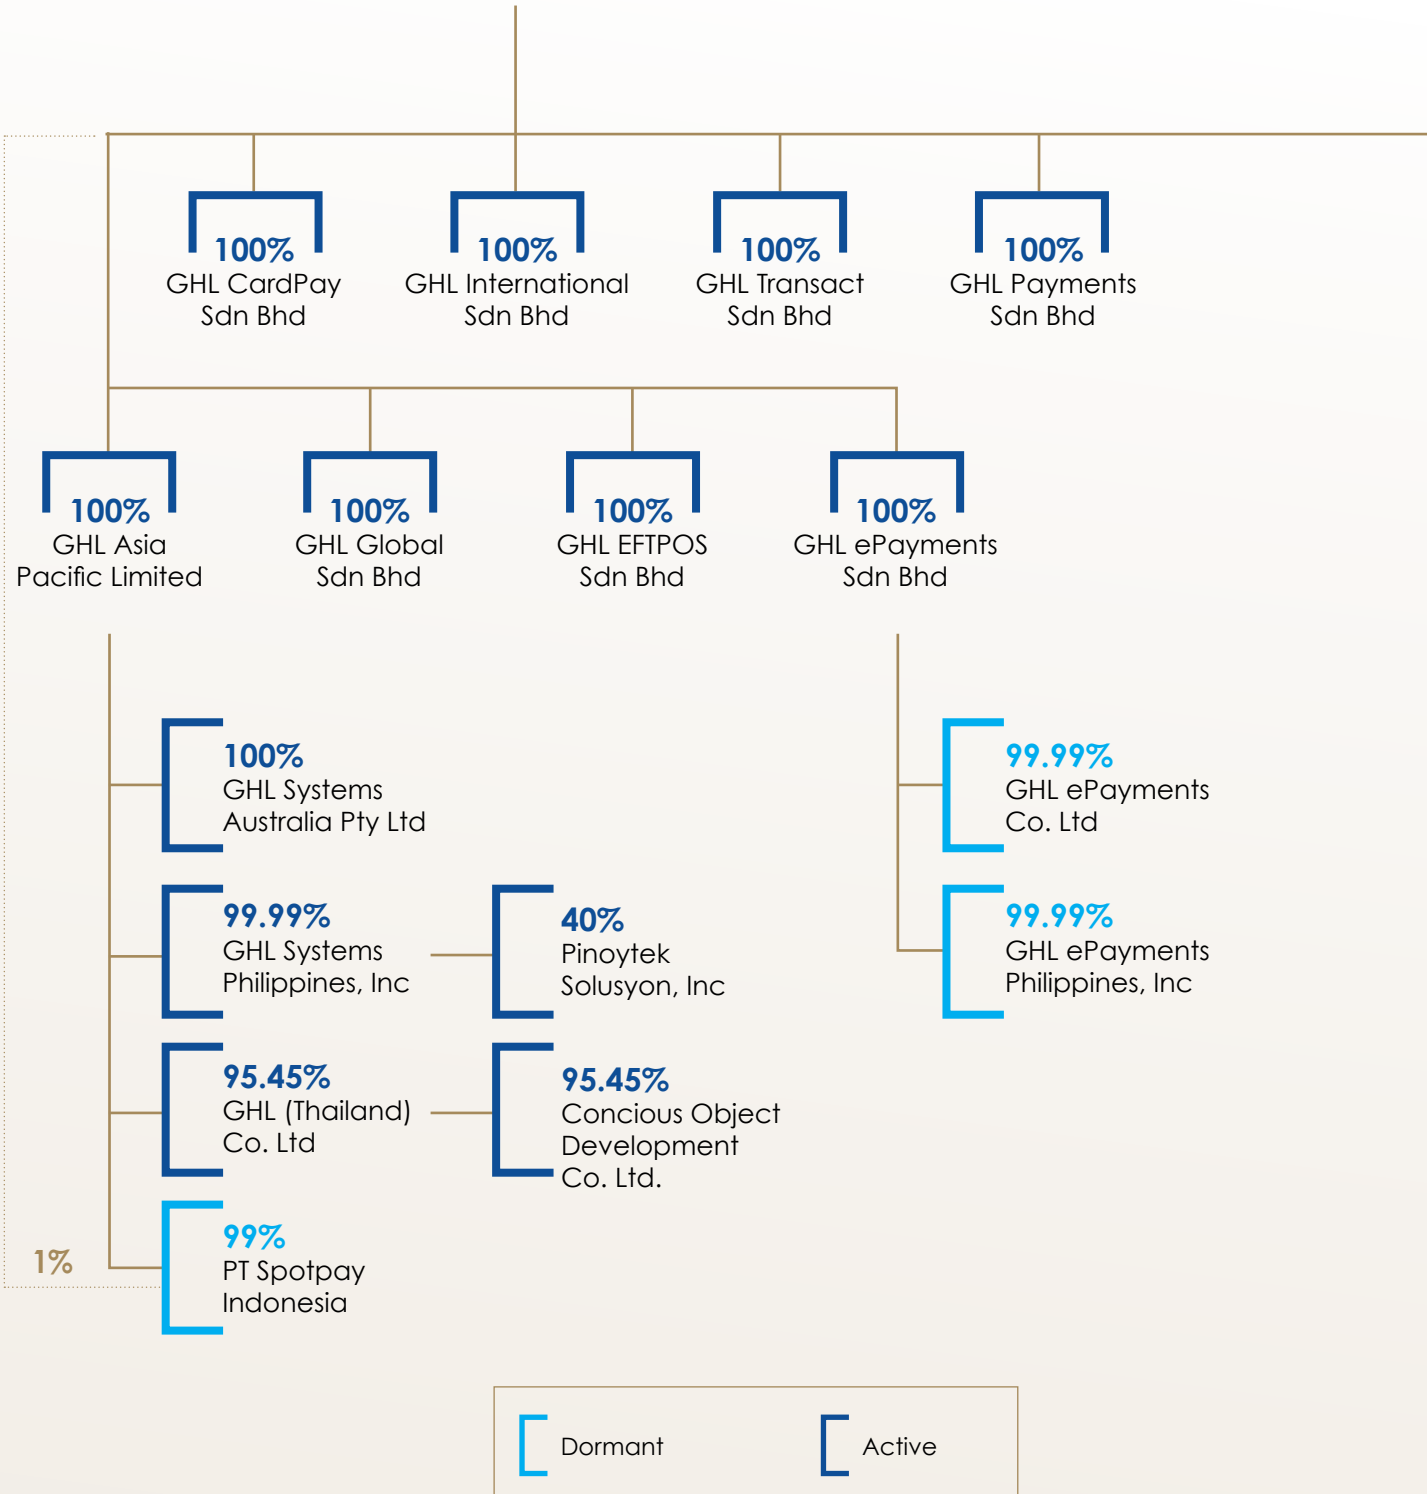 100%
GHL CardPay
Sdn Bhd
100%
GHL International
Sdn Bhd
100%
GHL Transact
Sdn Bhd
100%
GHL Payments
Sdn Bhd
100%
GHL Asia
Pacific Limited
100%
GHL Global
Sdn Bhd
100%
GHL EFTPOS
Sdn Bhd
100%
GHL ePayments
Sdn Bhd
100%
GHL Systems
Australia Pty Ltd
99.99%
GHL Systems
Philippines, Inc
40%
Pinoytek
Solusyon, Inc
95.45%
GHL (Thailand)
Co. Ltd
95.45%
Concious Object
Development
Co. Ltd.
1%
99%
PT Spotpay
Indonesia
99.99%
GHL ePayments
Co. Ltd
99.99%
GHL ePayments
Philippines, Inc
Dormant
Active